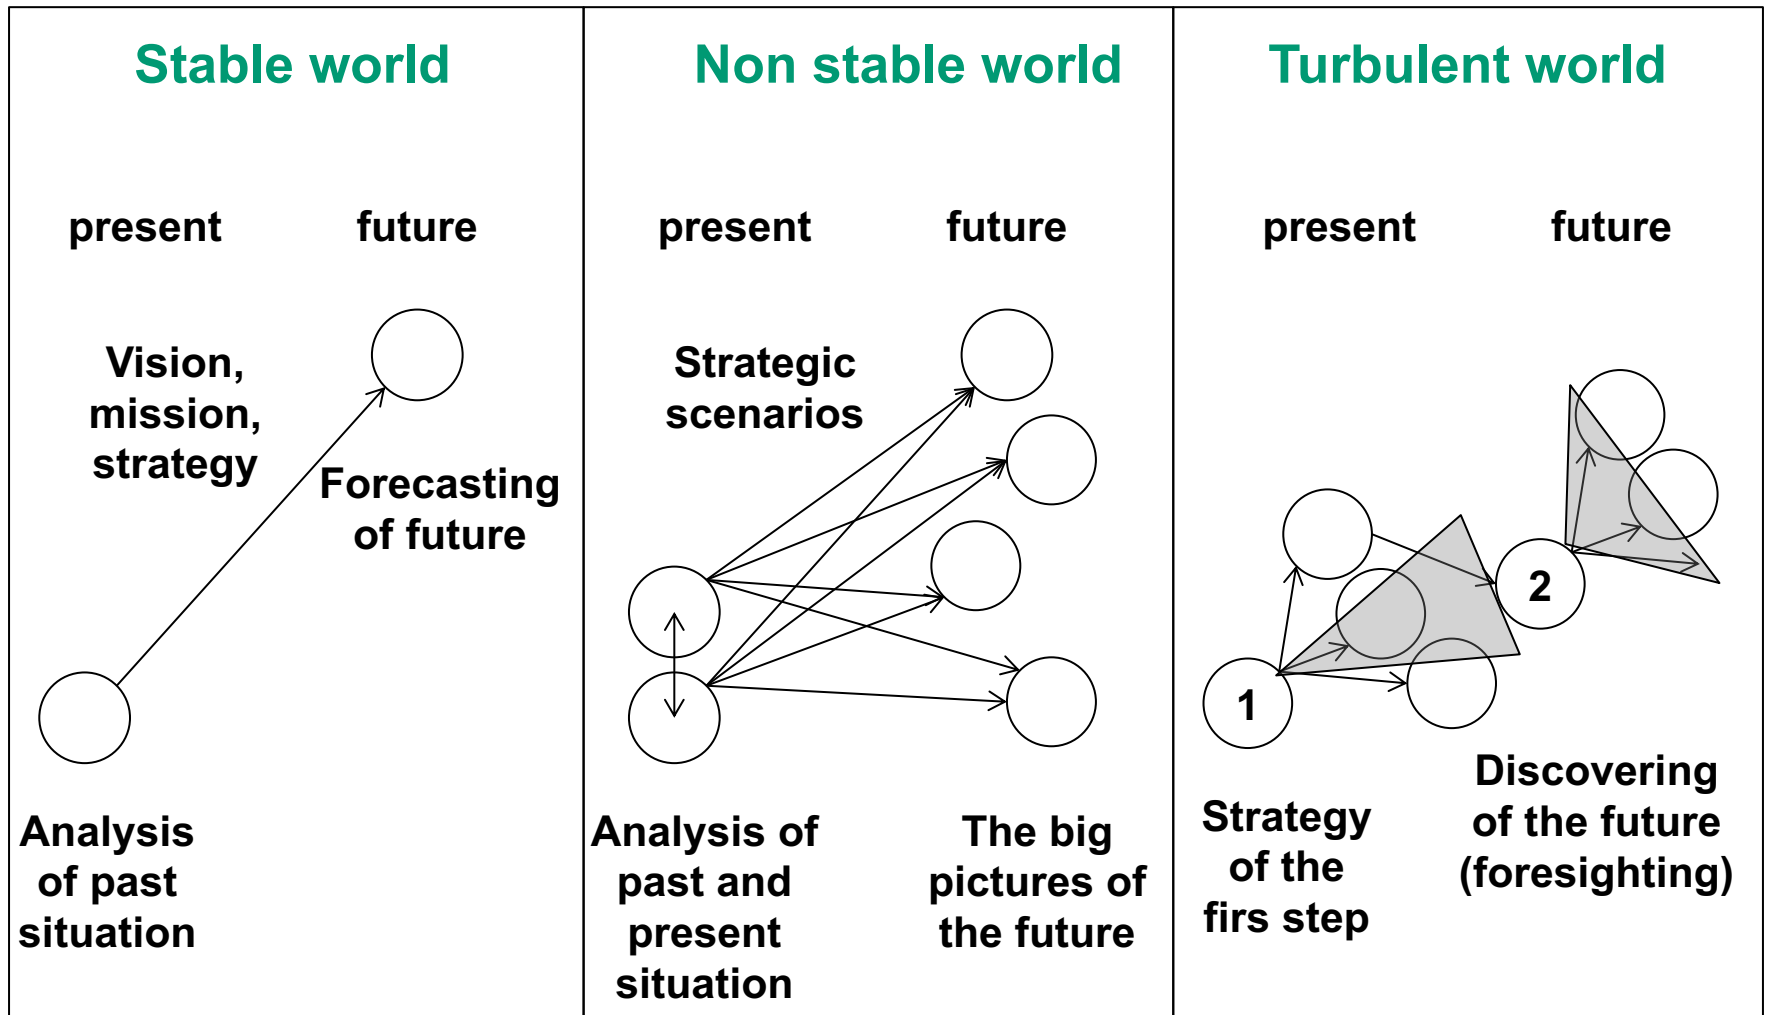 Stable world
present
future
Vision,
mission,
strategy
Forecasting
of future
Analysis
of past
situation
Non stable world
present
future
Strategic
scenarios
Analysis of
past and
present
situation
The big
pictures of
the future
Turbulent world
present
future
1
2
Strategy
of the
firs step
Discovering
of the future
(foresighting)